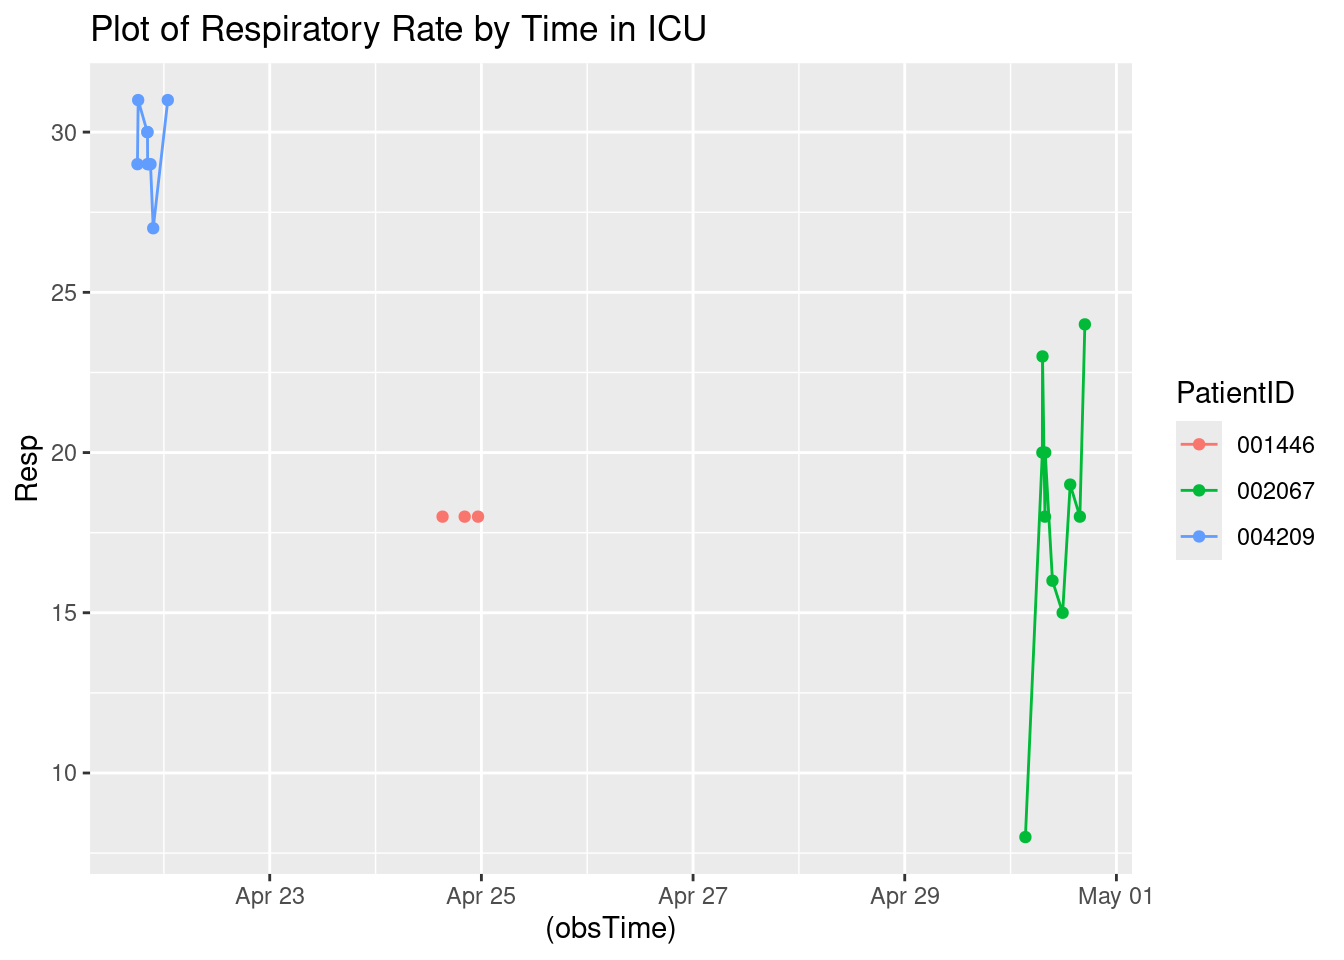 Plot of Respiratory Rate by Time in ICU
30
25
20
15
10
Resp
Apr 23 Apr 25 Apr 27 Apr 29 May 01
(obsTime)
PatientID
001446
002067
004209